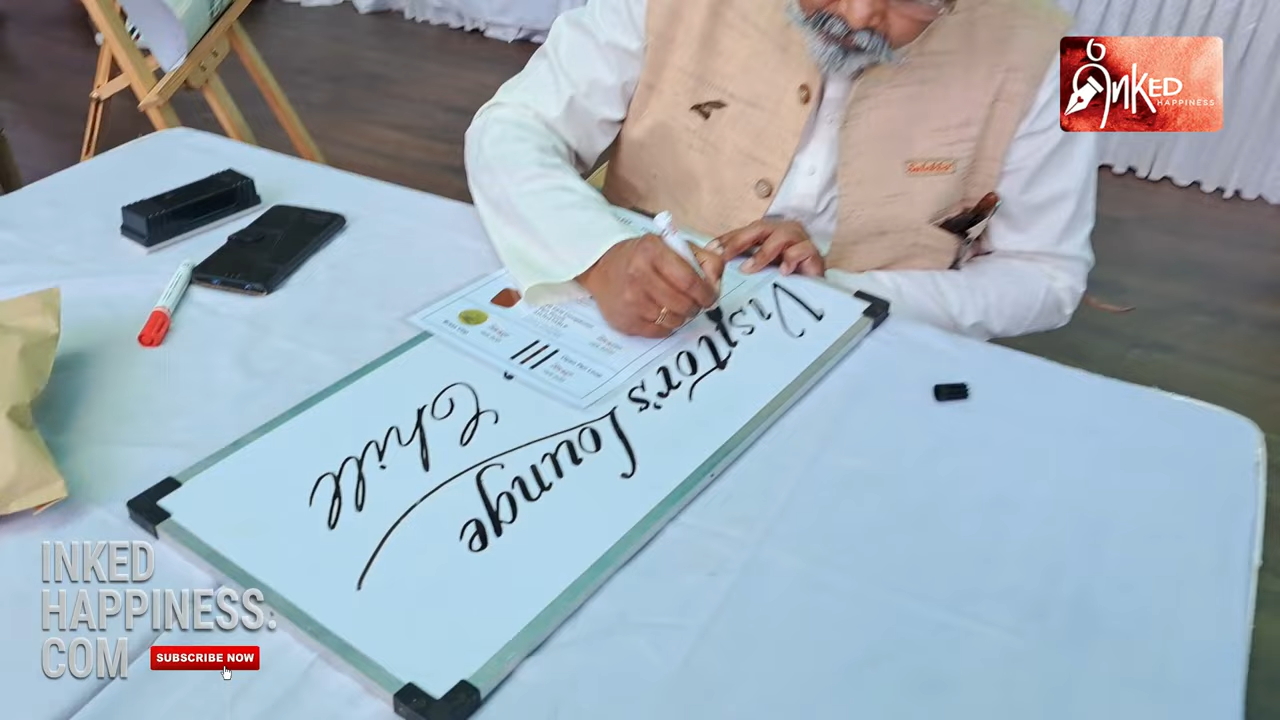 inKED
HAPPINESS
Visitor's Lounge
Chill
INKED
HAPPINESS.
COM
SUBSCRIBE NOW